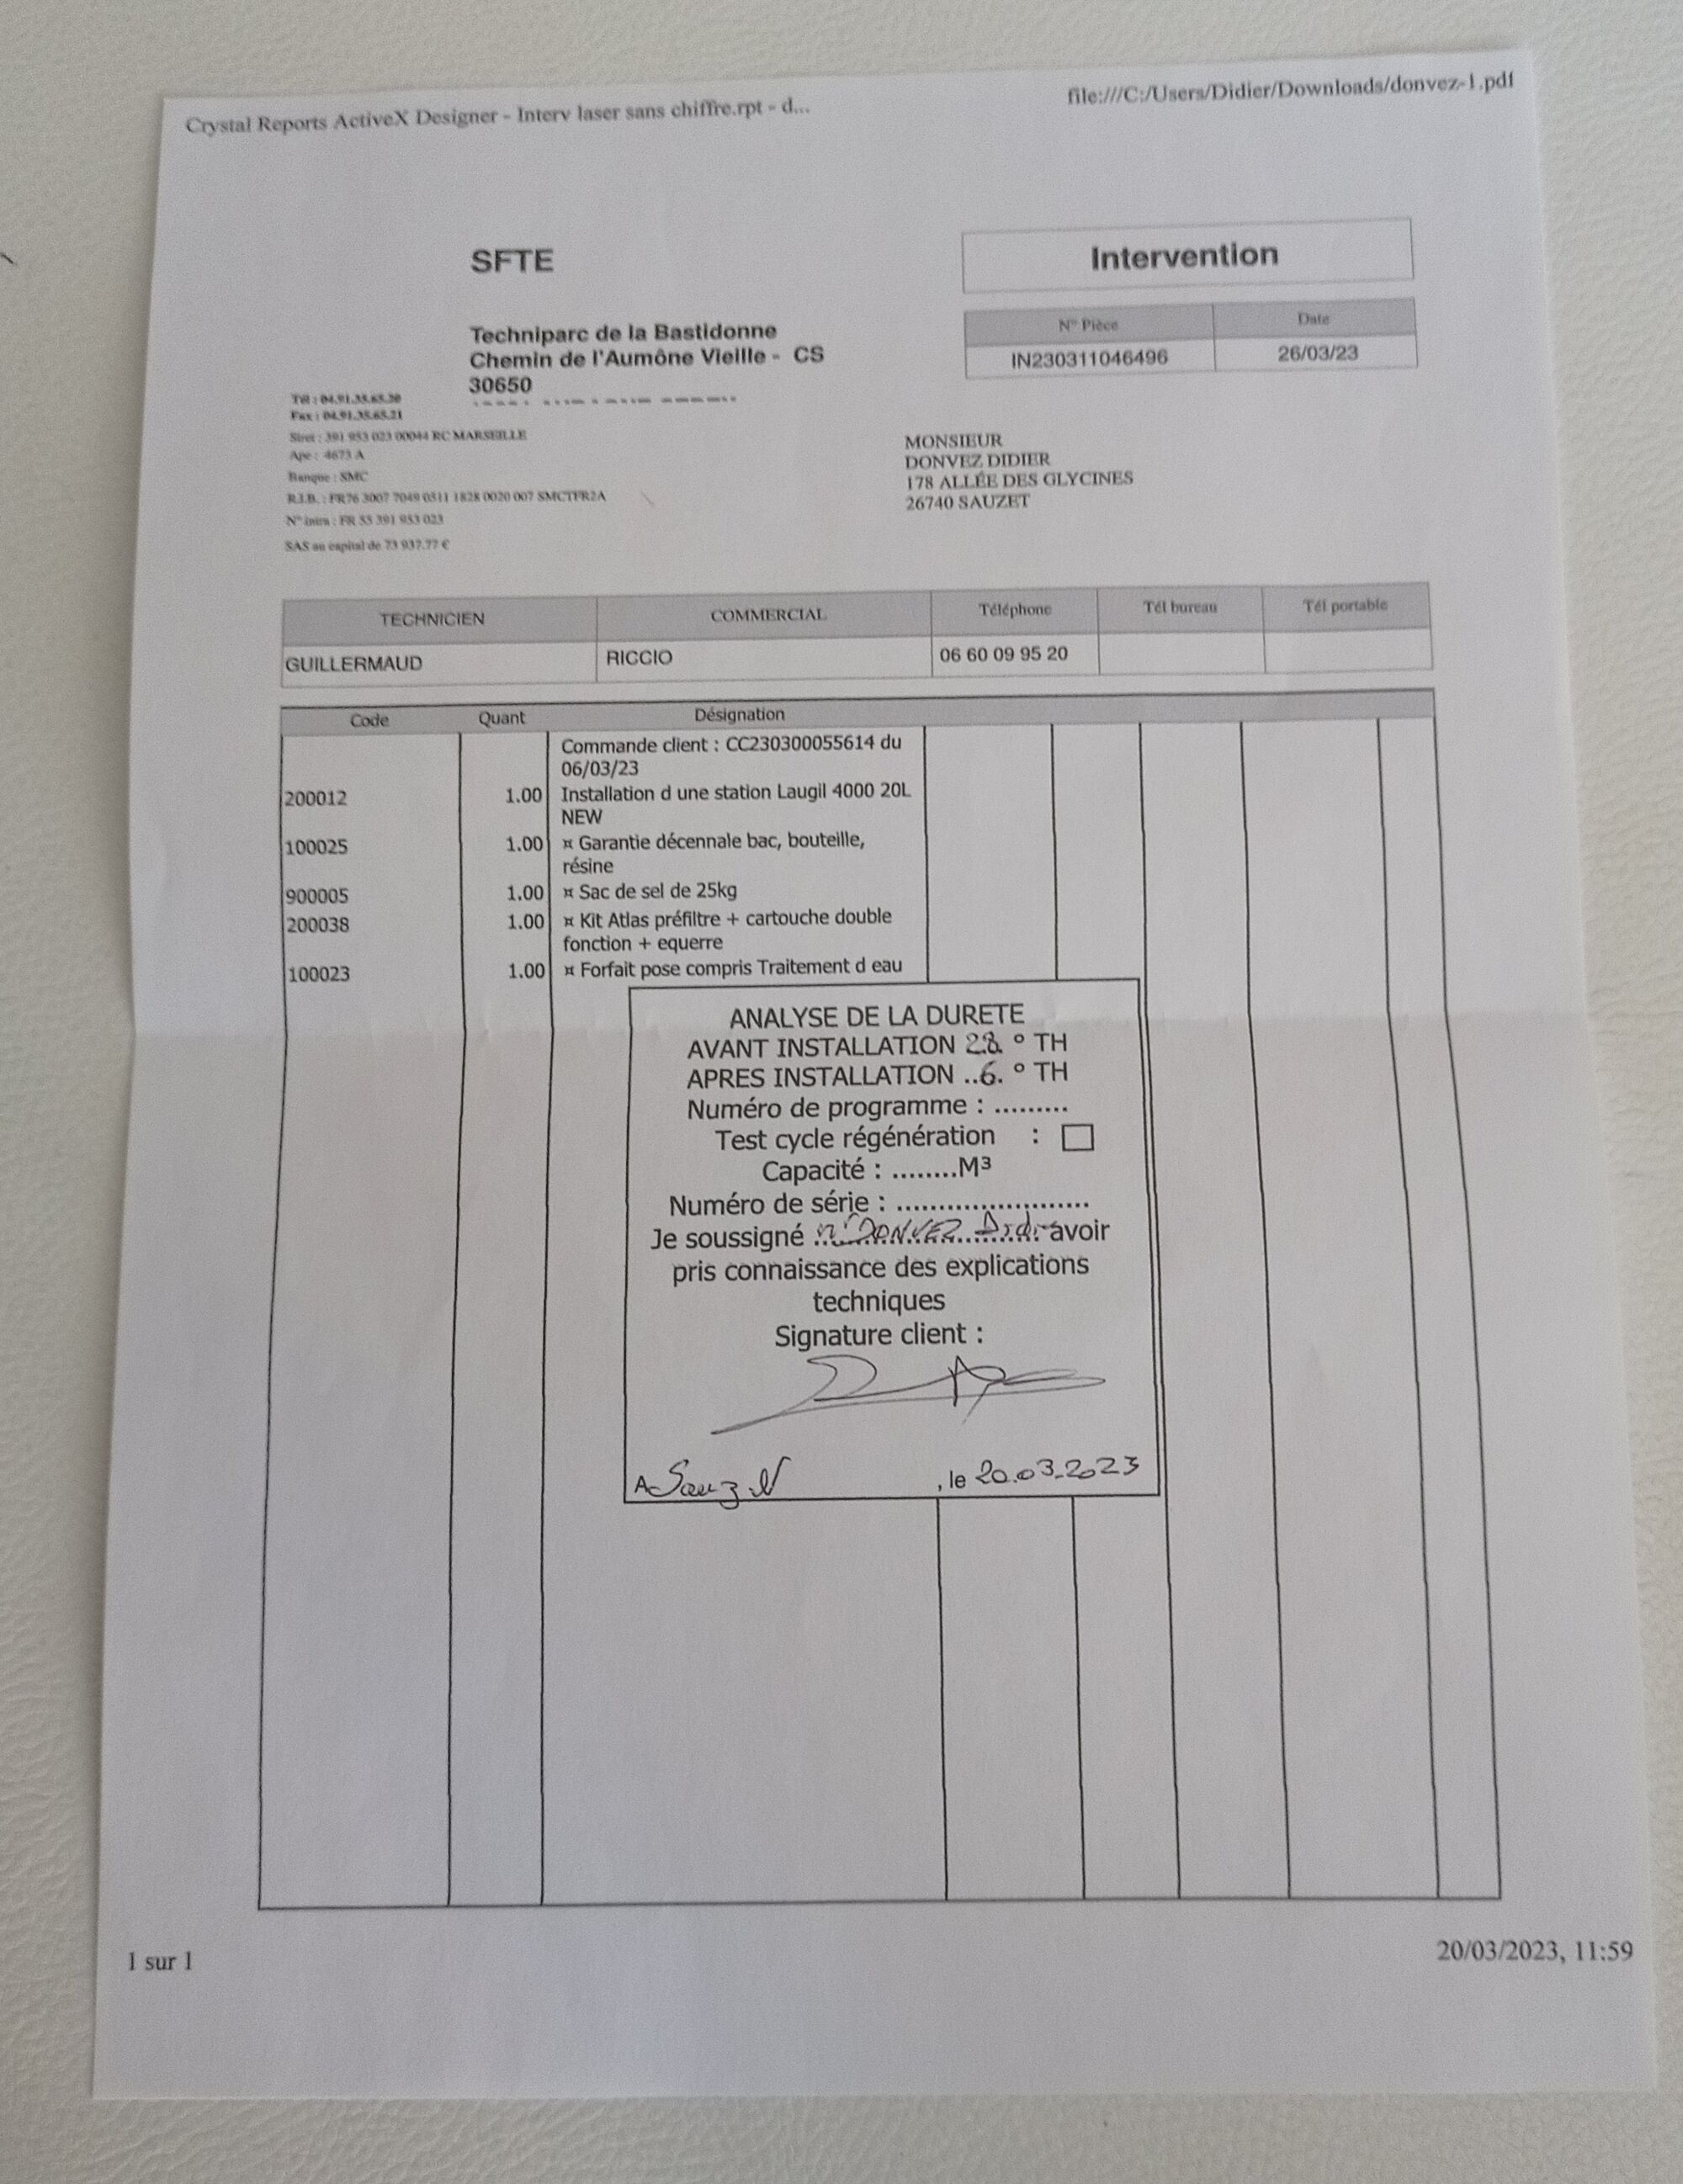 Crystal Reports ActiveX Designer - Interv laser sans chiffre.rpt - d...
file:///C:/Users/Didier/Downloads/donvez-1.pdf
SFTE
Intervention
Techniparc de la Bastidonne
Chemin de l'Aumône Vieille - CS
30650
N° Pièce
Date
IN230311046496
26/03/23
Tél : 04.91.35.65.20
Fax : 04.91.35.65.21
Siret : 391 953 023 00044 RC MARSEILLE
Ape : 4673 A
Banque : SMC
R.I.B. : FR76 3007 7049 0311 1828 0020 007 SMCTFR2A
N° intra : FR 55 391 953 023
SAS au capital de 73 937.77 €
MONSIEUR
DONVEZ DIDIER
178 ALLÉE DES GLYCINES
26740 SAUZET
TECHNICIEN
COMMERCIAL
Téléphone
Tél bureau
Tél portable
GUILLERMAUD
RICCIO
06 60 09 95 20
Code Quant Désignation
Commande client : CC230300055614 du
06/03/23
200012 1.00 Installation d une station Laugil 4000 20L
NEW
100025 1.00 ¤ Garantie décennale bac, bouteille,
résine
900005 1.00 ¤ Sac de sel de 25kg
200038 1.00 ¤ Kit Atlas préfiltre + cartouche double
fonction + equerre
100023 1.00 ¤ Forfait pose compris Traitement d eau
ANALYSE DE LA DURETE
AVANT INSTALLATION 28. ° TH
APRES INSTALLATION ..6. ° TH
Numéro de programme : .........
Test cycle régénération :
Capacité : ........M³
Numéro de série : .......................
Je soussigné DONVEZ avoir
pris connaissance des explications
techniques
Signature client :
A Sauzet , le 20.03.2023
1 sur 1
20/03/2023, 11:59